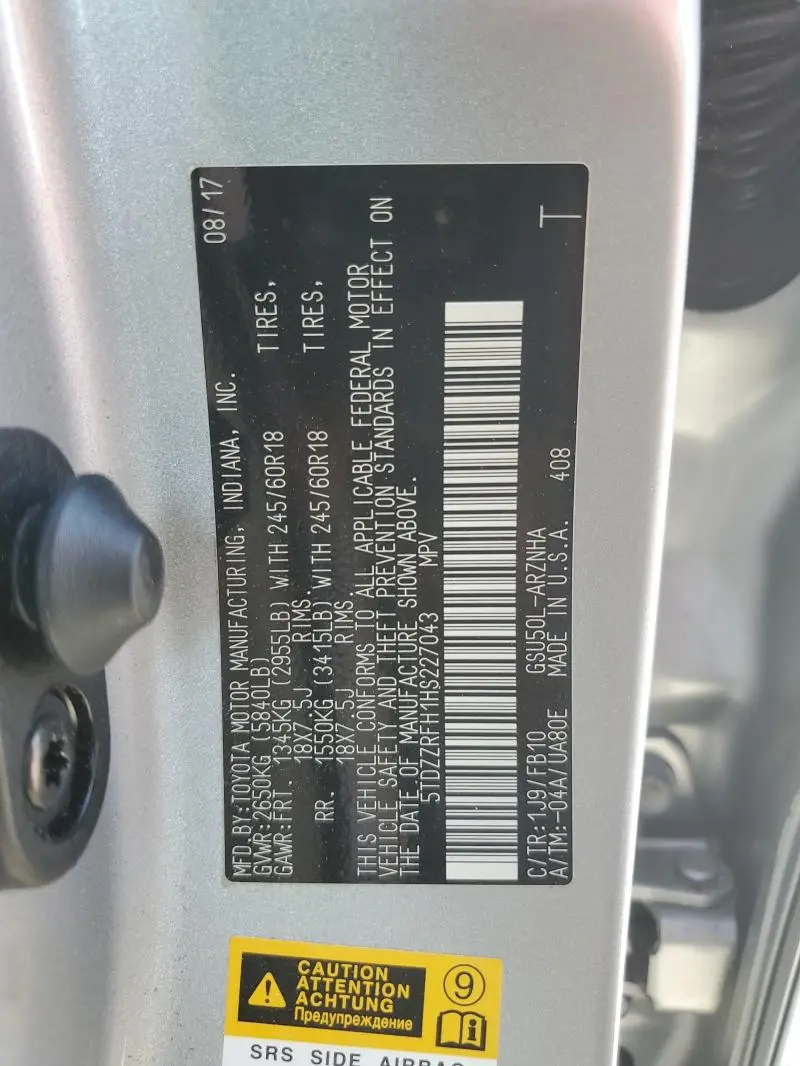 08/17
MFD.BY:TOYOTA MOTOR MANUFACTURING, INDIANA, INC.
GVWR:2650KG (5840LB)
GAWR:FRT. 1345KG (2955LB) WITH 245/60R18 TIRES,
18X7.5J RIMS.
RR. 1550KG (3415LB) WITH 245/60R18 TIRES,
18X7.5J RIMS.
THIS VEHICLE CONFORMS TO ALL APPLICABLE FEDERAL MOTOR
VEHICLE SAFETY AND THEFT PREVENTION STANDARDS IN EFFECT ON
THE DATE OF MANUFACTURE SHOWN ABOVE.
5TDZZRFH1HS227043 MPV
C/TR:1J9/FB10 GSU50L-ARZNHA T
A/TM:-04A/UA80E MADE IN U.S.A. 408
CAUTION
ATTENTION
ACHTUNG
Предупреждение
9
i
SRS SIDE AIRBAG